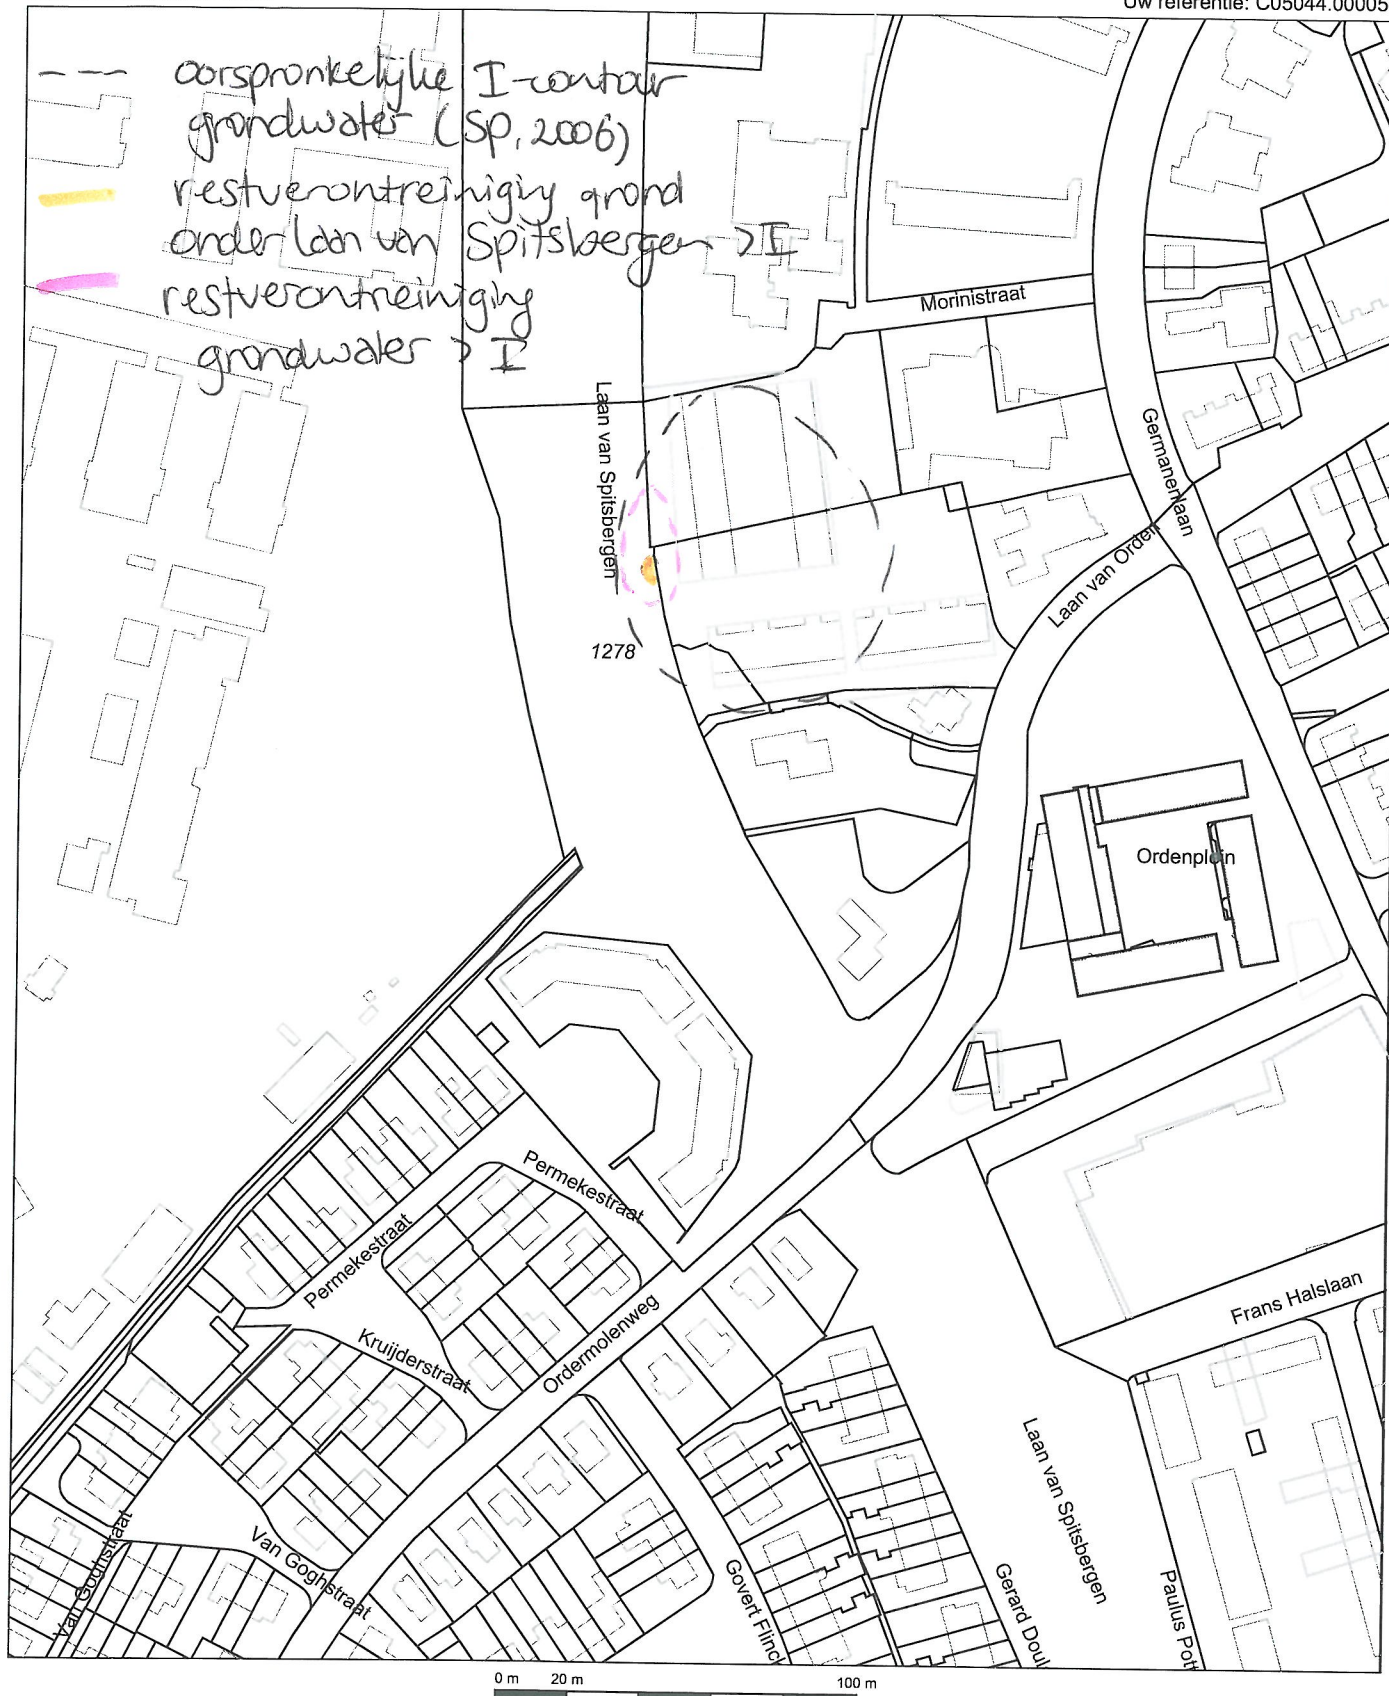 Uw referentie: C05044.00005
oorspronkelijke I-contour
grondwater (SP, 2006)
restverontreiniging grond
onder laan van Spitsbergen > I
restverontreiniging
grondwater > I
Morinistraat
Laan van Spitsbergen
Germanenlaan
Laan van Orden
1278
Ordenplein
Permekestraat
Permekestraat
Kruijderstraat
Ordermolenweg
Frans Halslaan
Laan van Spitsbergen
Van Goghstraat
Van Goghstraat
Govert Flinck
Gerard Doul
Paulus Pott
0 m 20 m 100 m